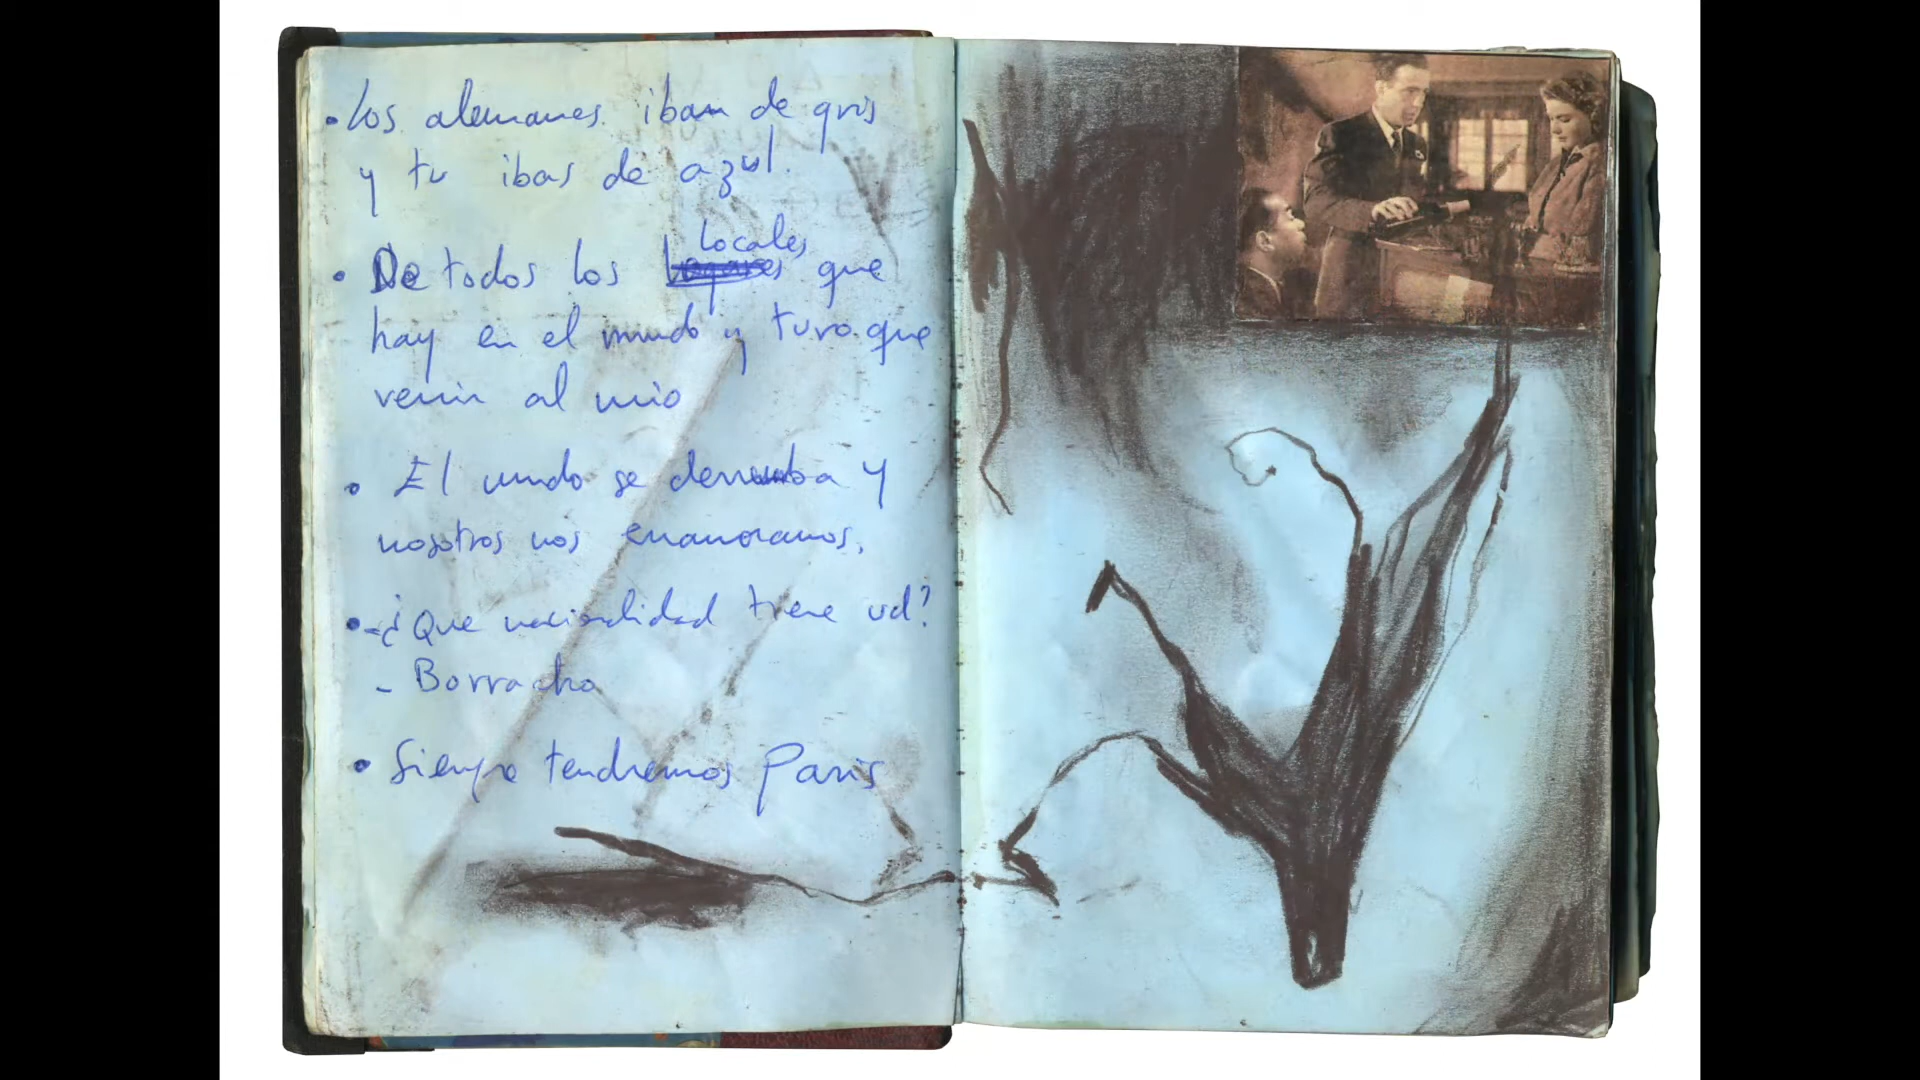 • Los alemanes iban de gris
y tu ibas de azul.
Locales
• De todos los lugares que
hay en el mundo y tuvo que
venir al mio
• El mundo se derrumba y
nosotros nos enamoramos.
• -¿Que nacionalidad tiene ud?
- Borracho
• Siempre tendremos Paris